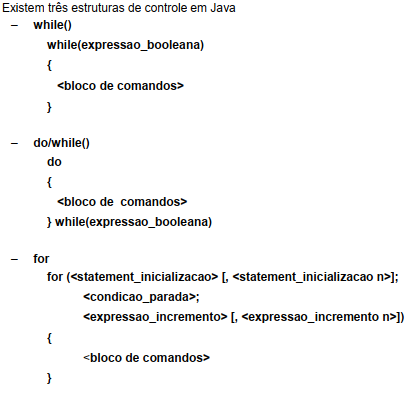 Existem três estruturas de controle em Java
– while()
while(expressao_booleana)
{
<bloco de comandos>
}
– do/while()
do
{
<bloco de comandos>
} while(expressao_booleana)
– for
for (<statement_inicializacao> [, <statement_inicializacao n>];
<condicao_parada>;
<expressao_incremento> [, <expressao_incremento n>])
{
<bloco de comandos>
}